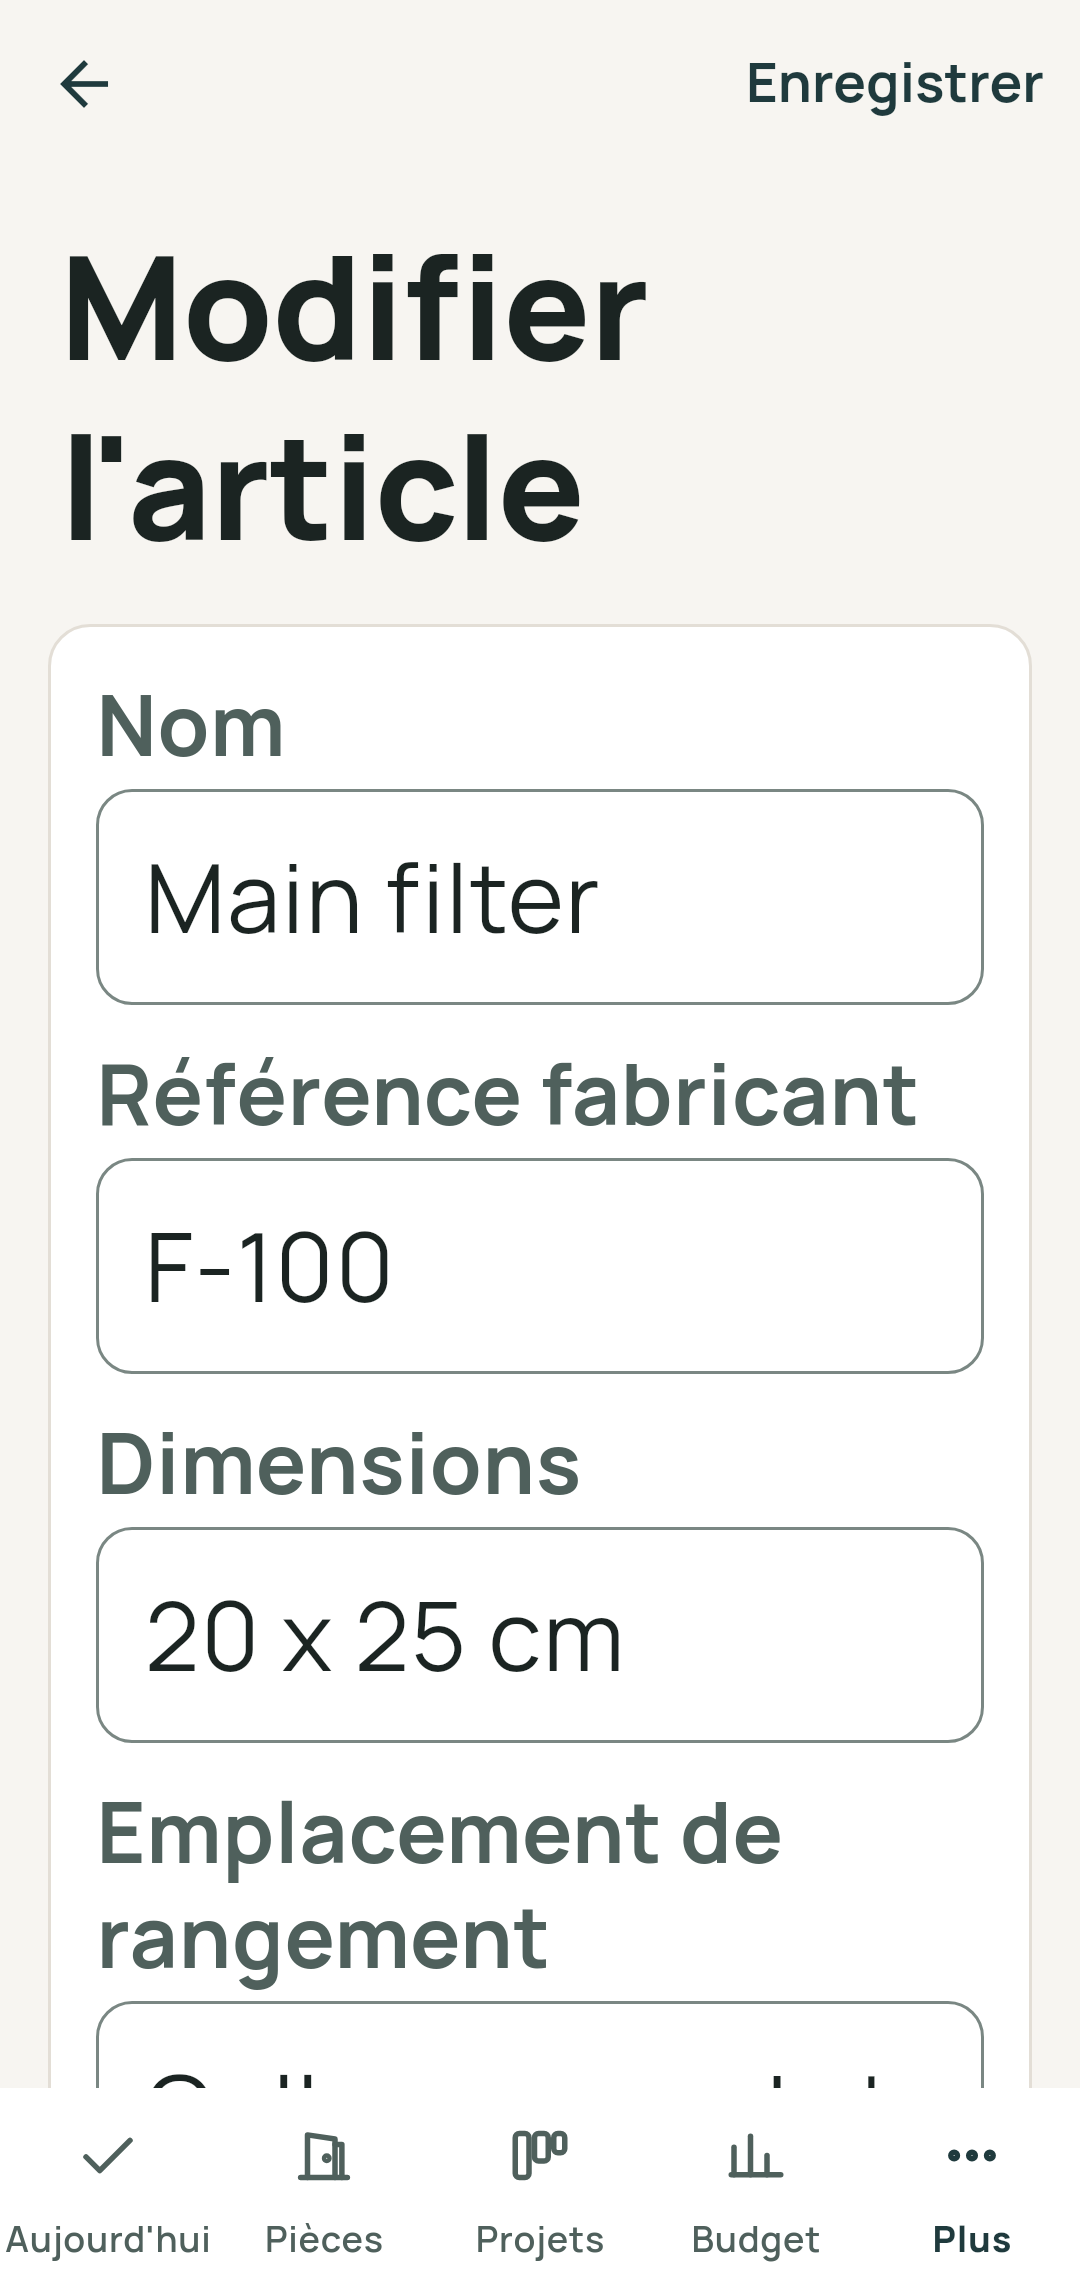 Enregistrer
Modifier
l'article
Nom
Main filter
Référence fabricant
F-100
Dimensions
20 x 25 cm
Emplacement de
rangement
Aujourd'hui
Pièces
Projets
Budget
Plus